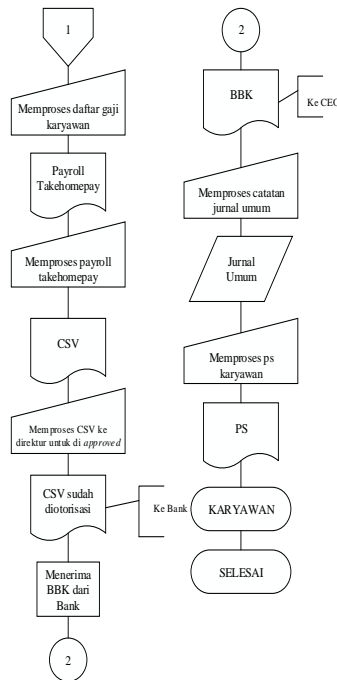 1
Memproses daftar gaji
karyawan
Payroll
Takehomepay
Memproses payroll
takehomepay
CSV
Memproses CSV ke
direktur untuk di approved
CSV sudah
diotorisasi
Ke Bank
Menerima
BBK dari
Bank
2
2
BBK
Ke CEO
Memproses catatan
jurnal umum
Jurnal
Umum
Memproses ps
karyawan
PS
KARYAWAN
SELESAI